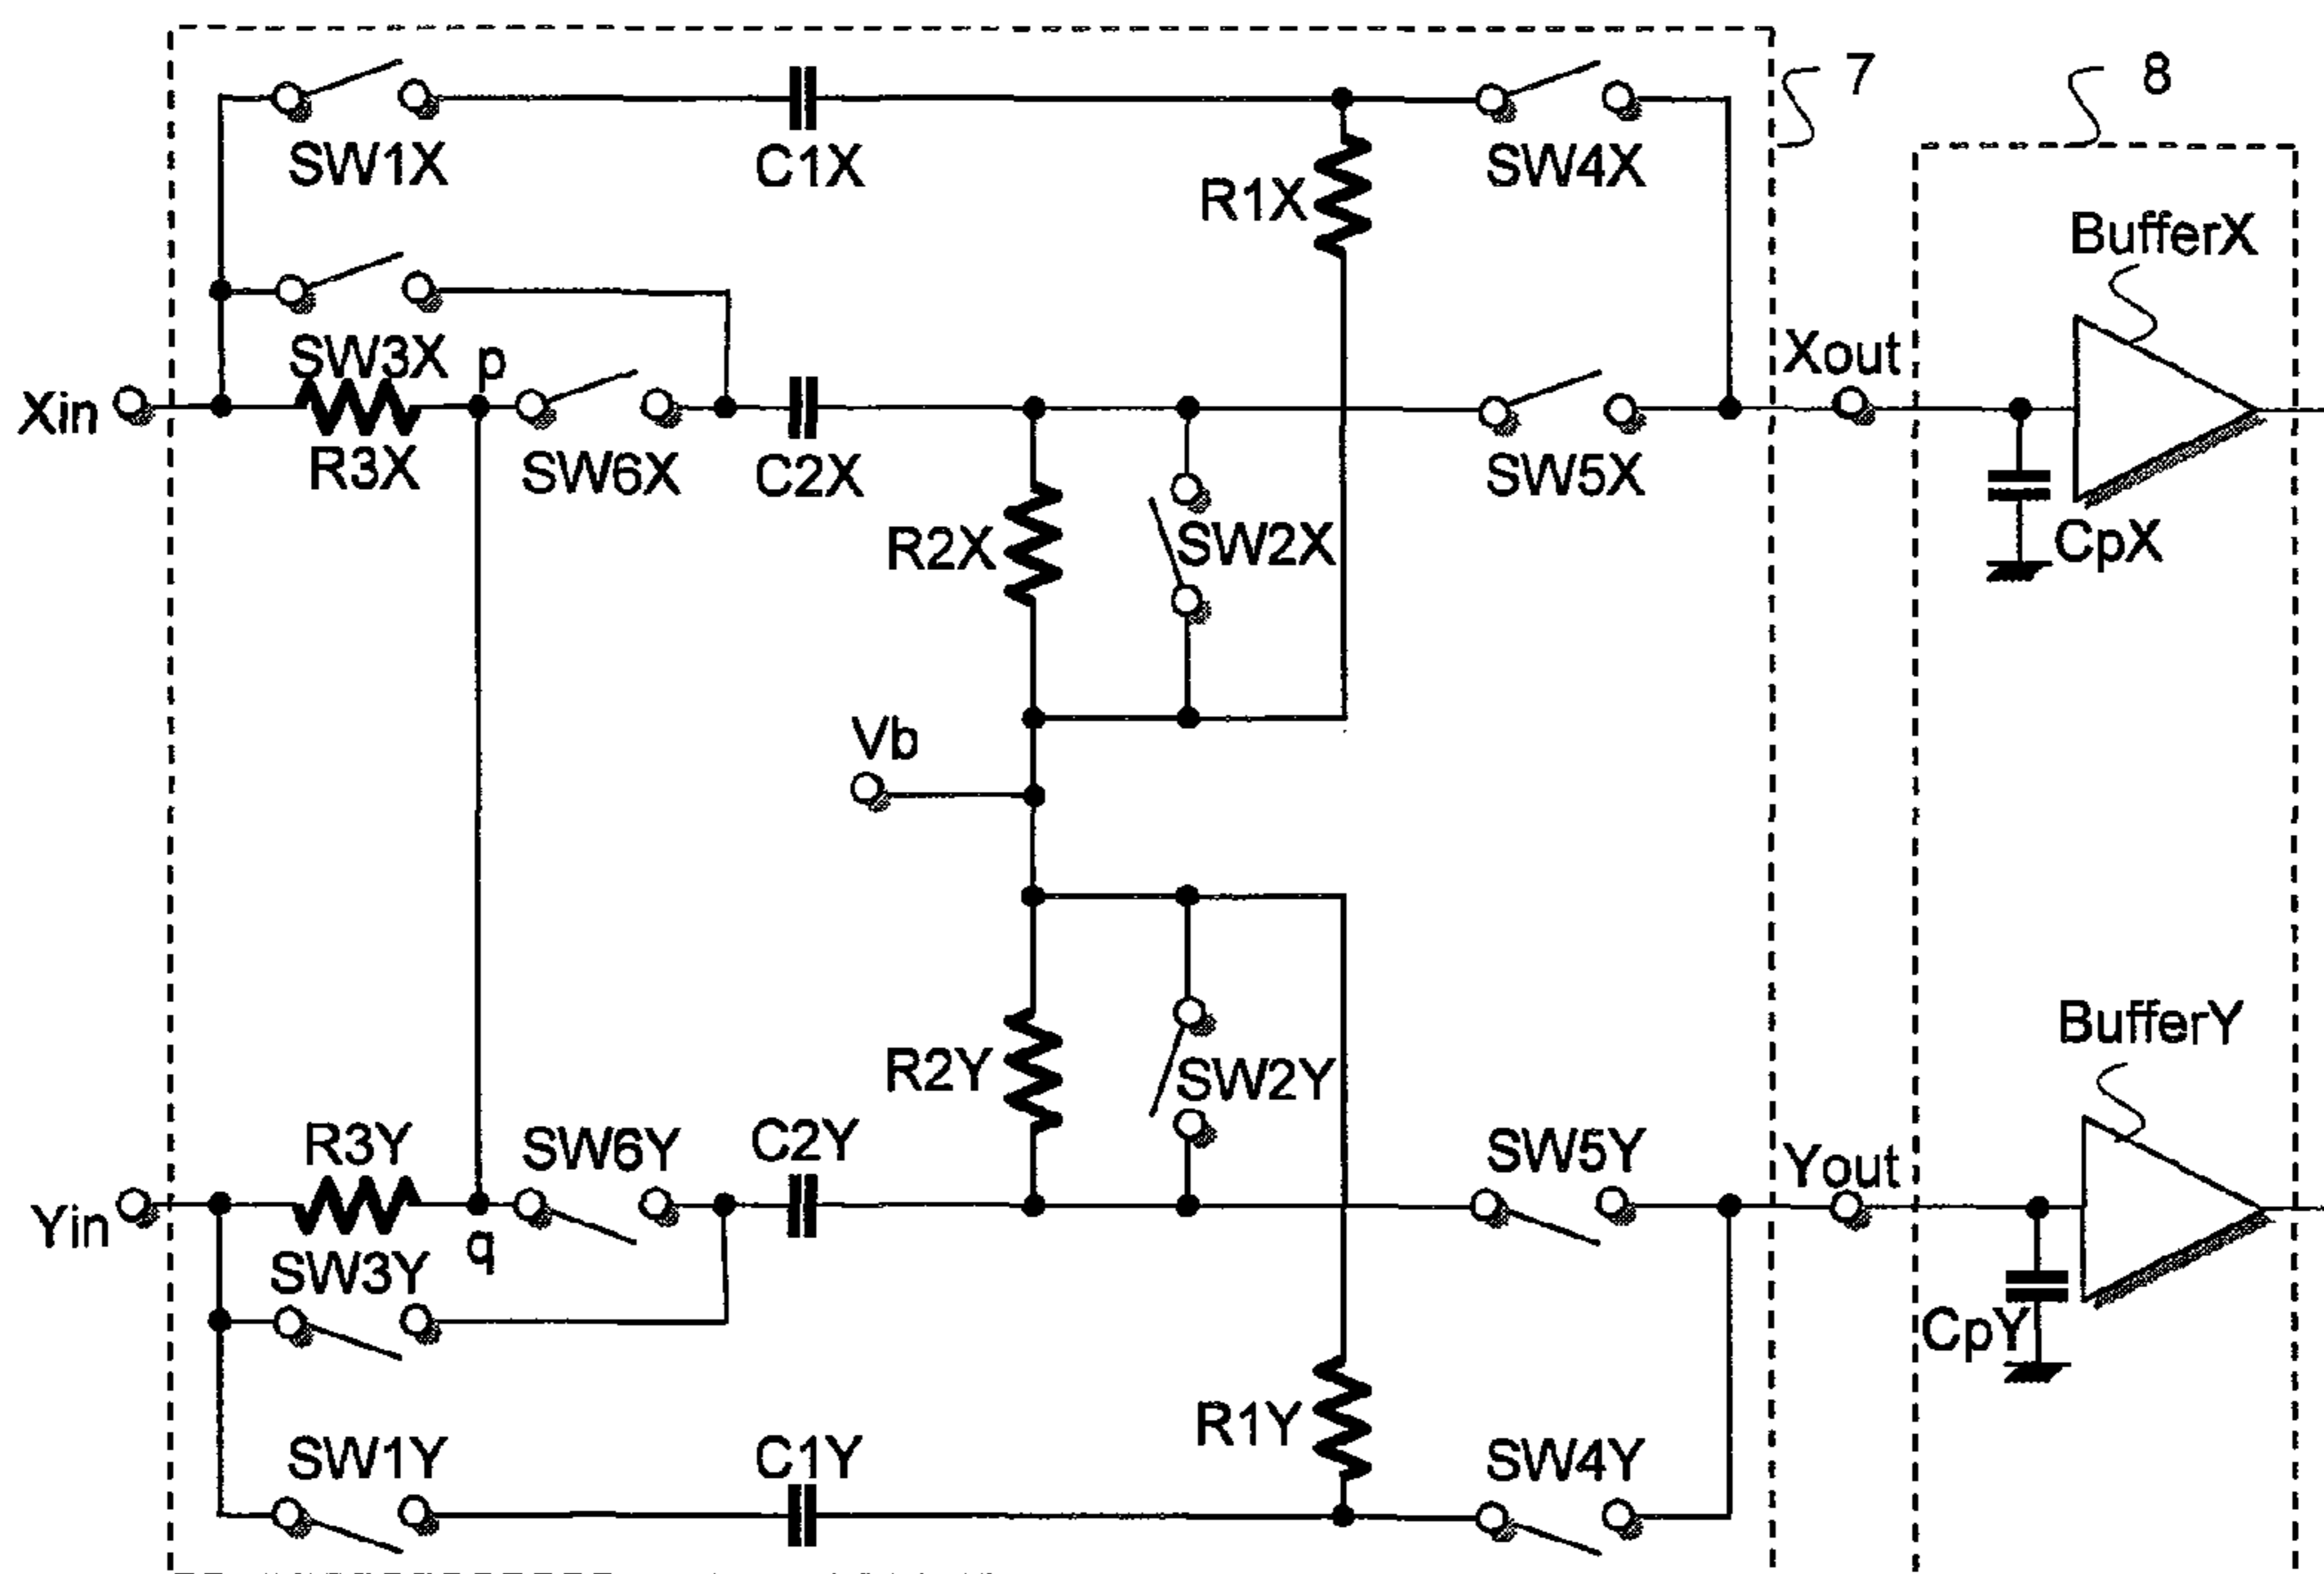 7
8
SW1X
C1X
R1X
SW4X
BufferX
SW3X
p
Xout
Xin
R3X
SW6X
C2X
SW5X
R2X
SW2X
CpX
Vb
BufferY
R2Y
SW2Y
R3Y
SW6Y
C2Y
SW5Y
Yout
Yin
q
SW3Y
CpY
R1Y
SW1Y
C1Y
SW4Y